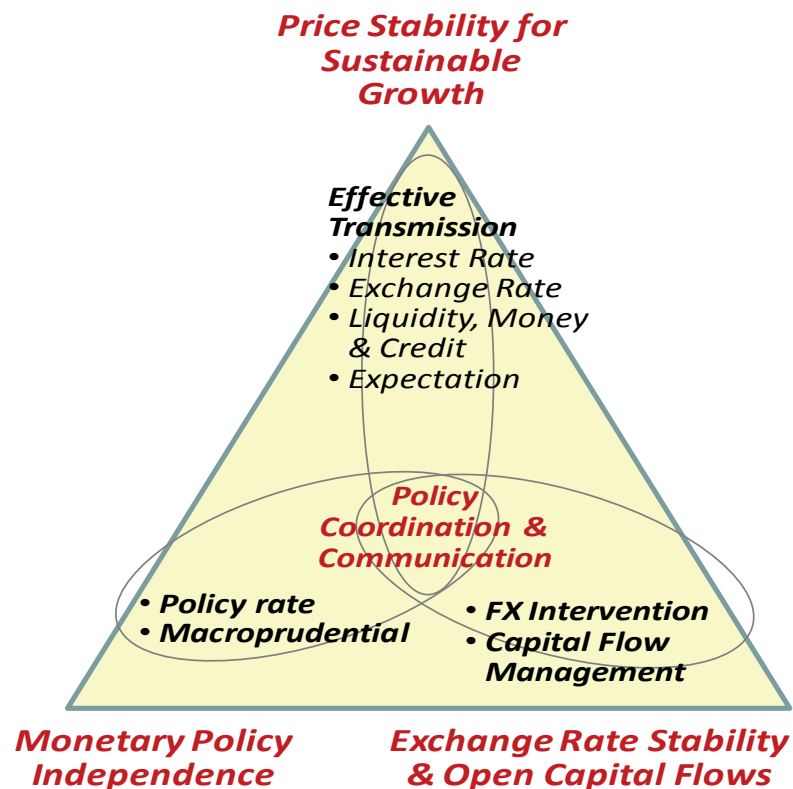 Price Stability for
Sustainable
Growth
Effective
Transmission
• Interest Rate
• Exchange Rate
• Liquidity, Money
& Credit
• Expectation
Policy
Coordination &
Communication
• Policy rate
• Macroprudential
• FX Intervention
• Capital Flow
Management
Monetary Policy
Independence
Exchange Rate Stability
& Open Capital Flows